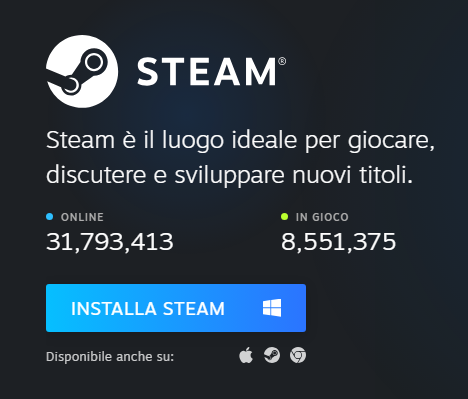 STEAM®
Steam è il luogo ideale per giocare,
discutere e sviluppare nuovi titoli.
ONLINE
31,793,413
IN GIOCO
8,551,375
INSTALLA STEAM
Disponibile anche su: